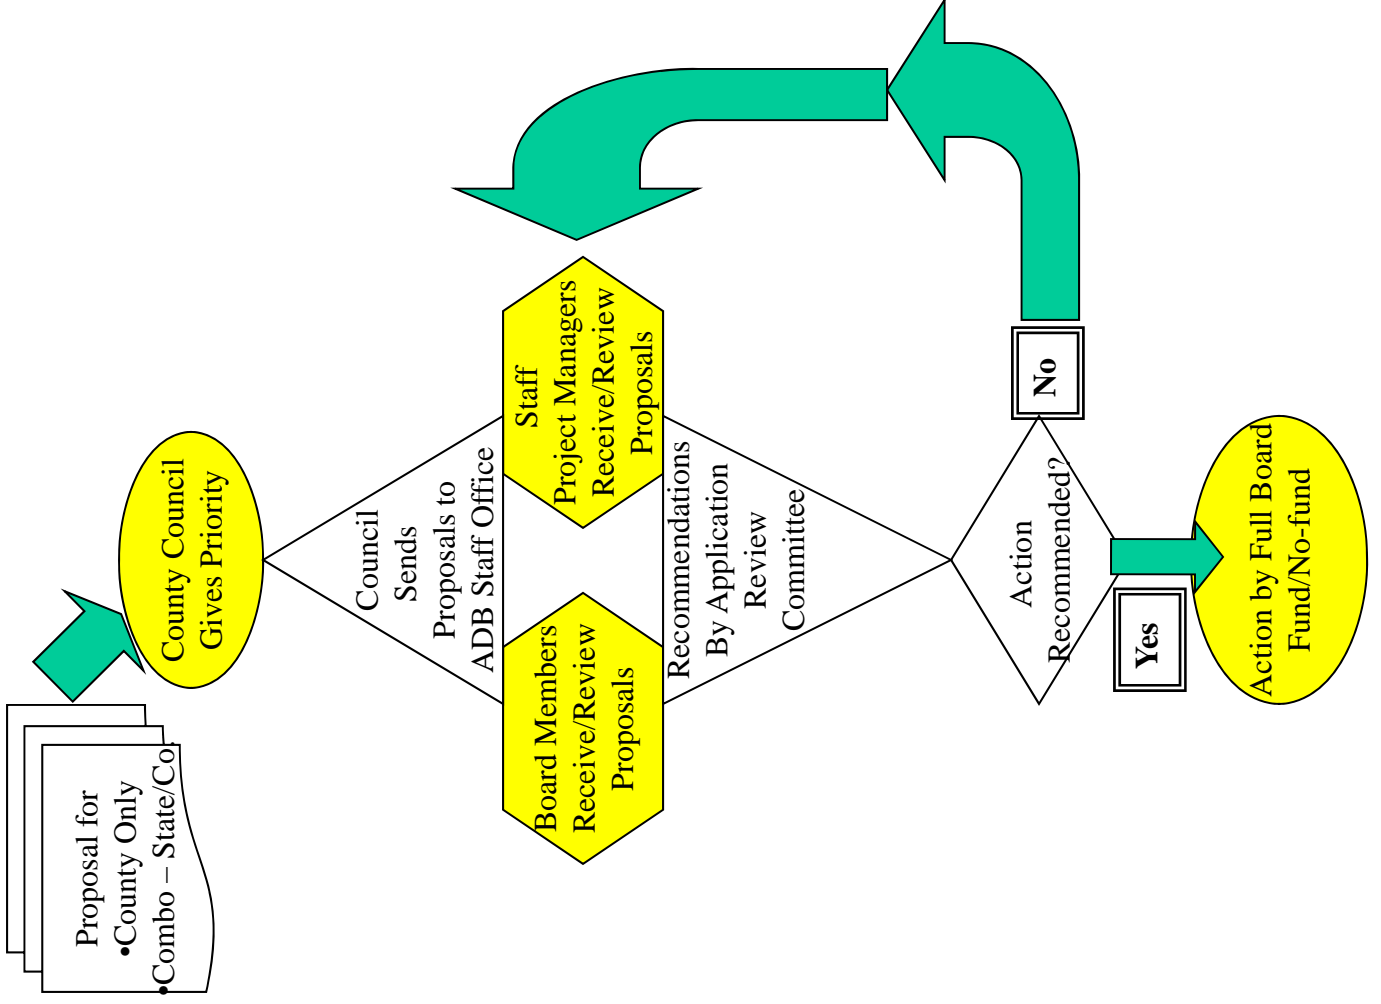 Proposal for
•County Only
•Combo – State/Co.
County Council
Gives Priority
Council
Sends
Proposals to
ADB Staff Office
Board Members
Receive/Review
Proposals
Staff
Project Managers
Receive/Review
Proposals
Recommendations
By Application
Review
Committee
Action
Recommended?
No
Yes
Action by Full Board
Fund/No-fund